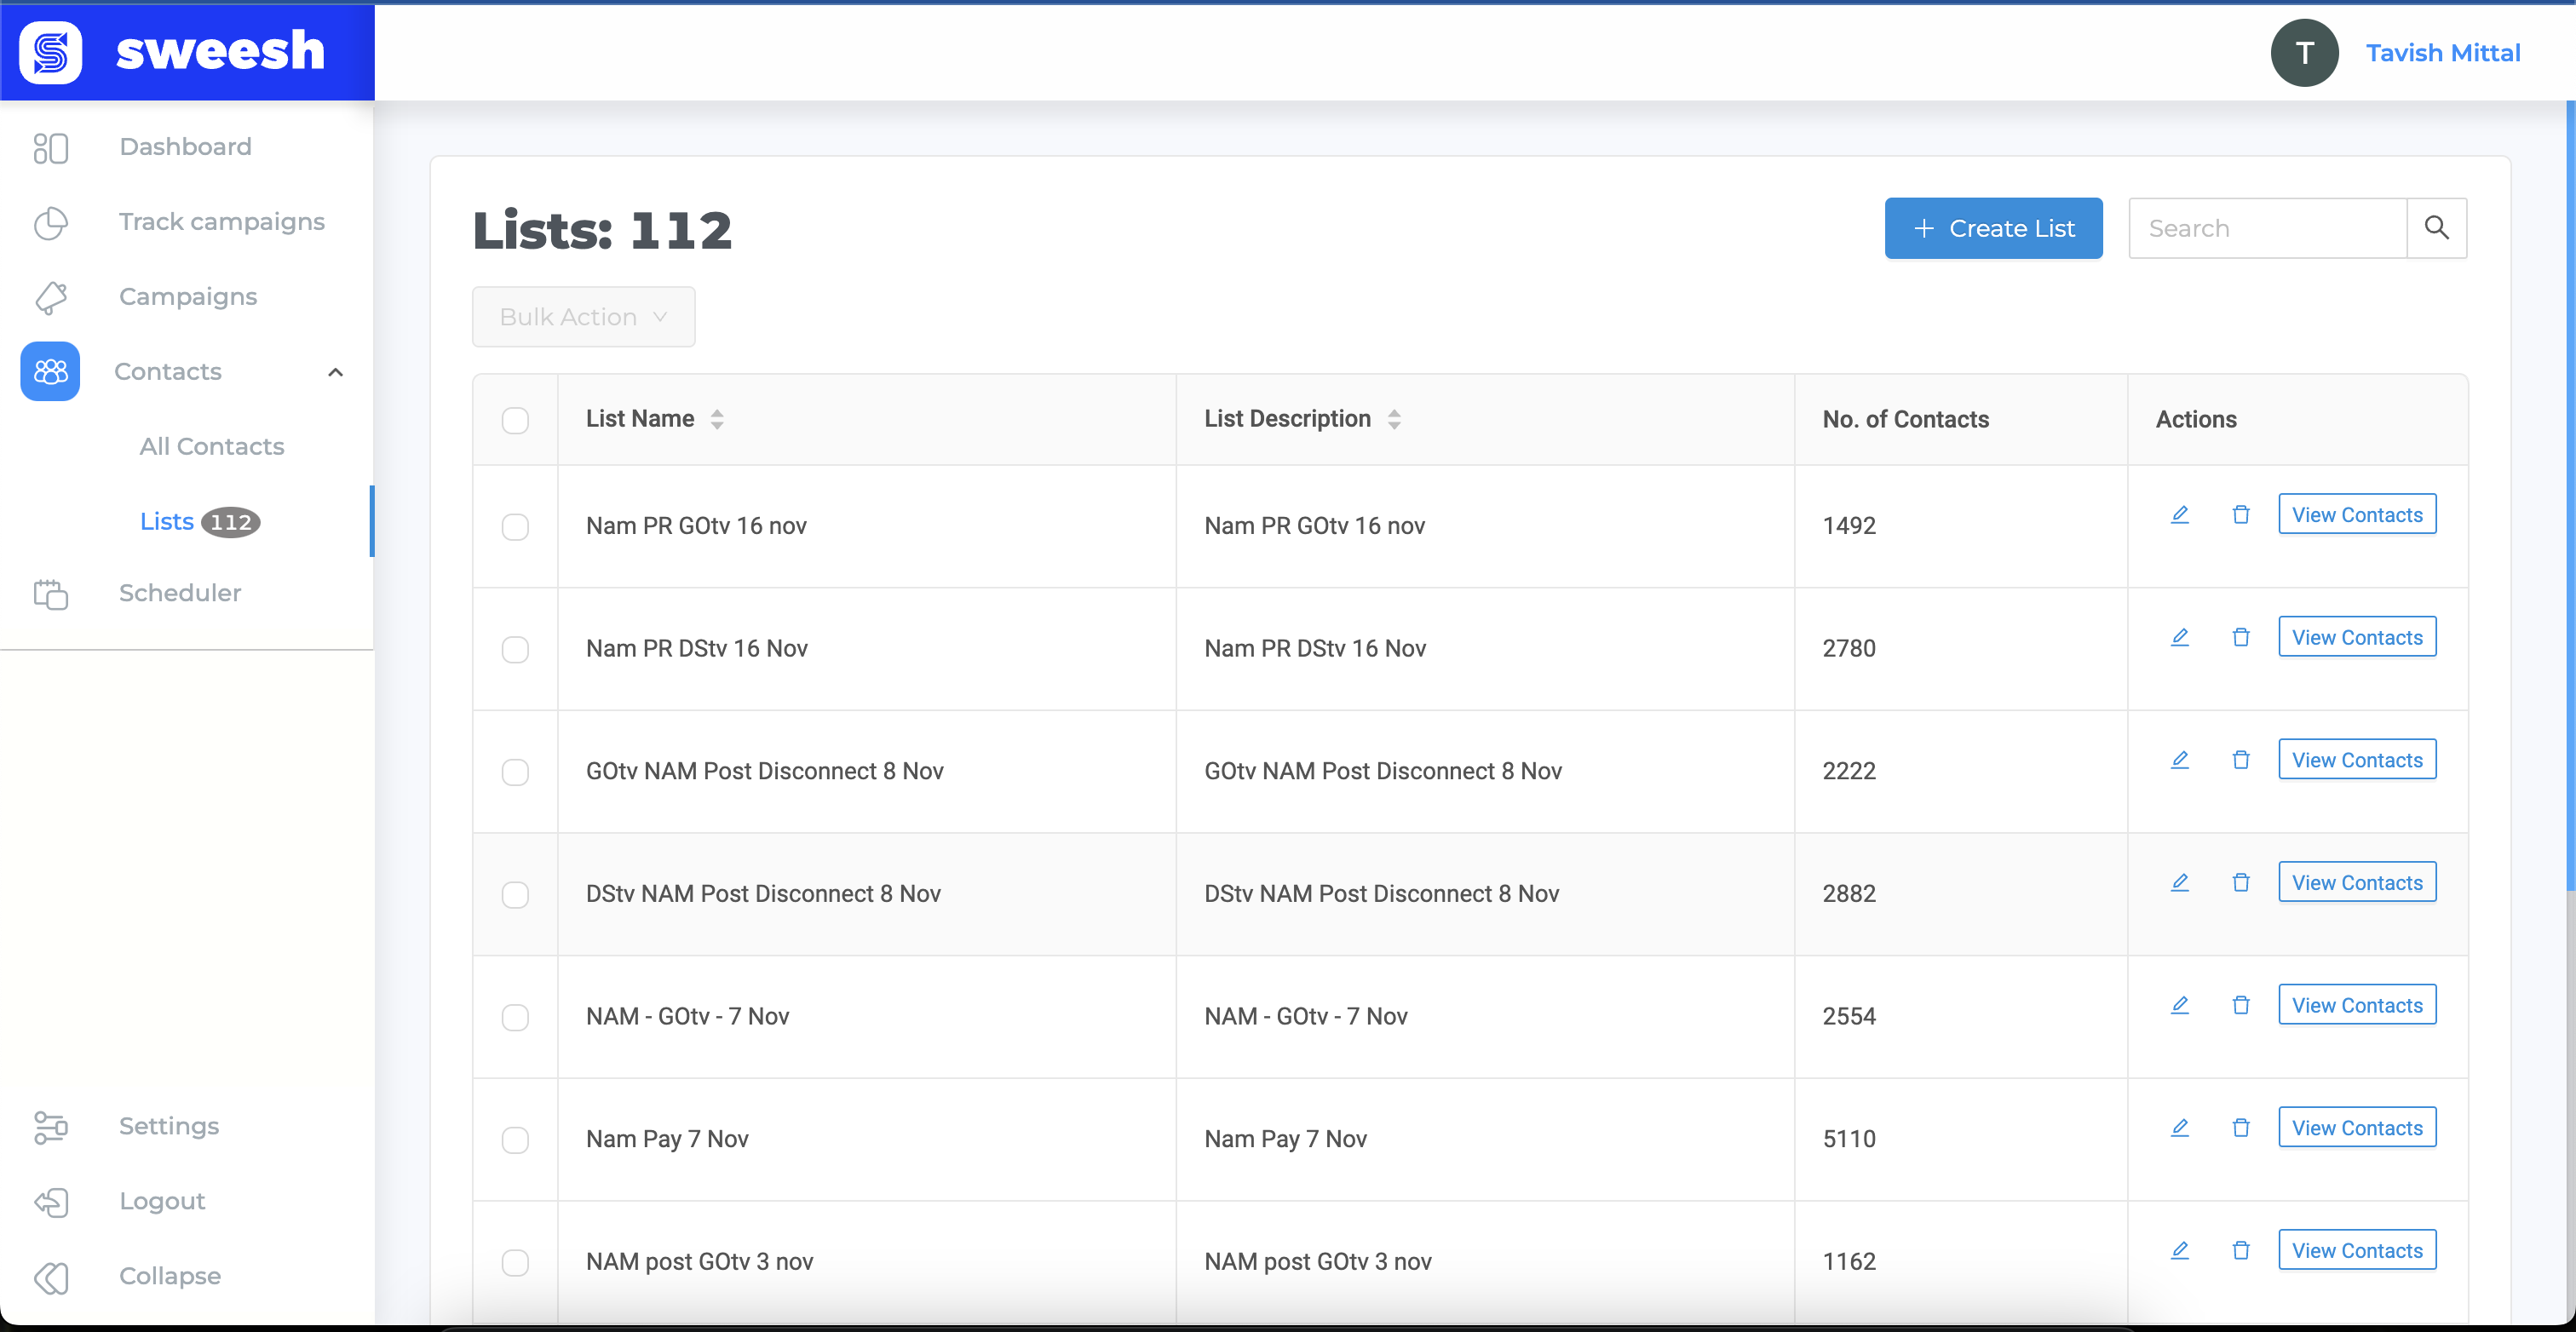 sweesh
T Tavish Mittal
Dashboard
Track campaigns
Campaigns
Contacts
All Contacts
Lists 112
Scheduler
Settings
Logout
Collapse
Lists: 112
+ Create List
Search
Bulk Action
List Name List Description No. of Contacts Actions
Nam PR GOtv 16 nov Nam PR GOtv 16 nov 1492 View Contacts
Nam PR DStv 16 Nov Nam PR DStv 16 Nov 2780 View Contacts
GOtv NAM Post Disconnect 8 Nov GOtv NAM Post Disconnect 8 Nov 2222 View Contacts
DStv NAM Post Disconnect 8 Nov DStv NAM Post Disconnect 8 Nov 2882 View Contacts
NAM - GOtv - 7 Nov NAM - GOtv - 7 Nov 2554 View Contacts
Nam Pay 7 Nov Nam Pay 7 Nov 5110 View Contacts
NAM post GOtv 3 nov NAM post GOtv 3 nov 1162 View Contacts